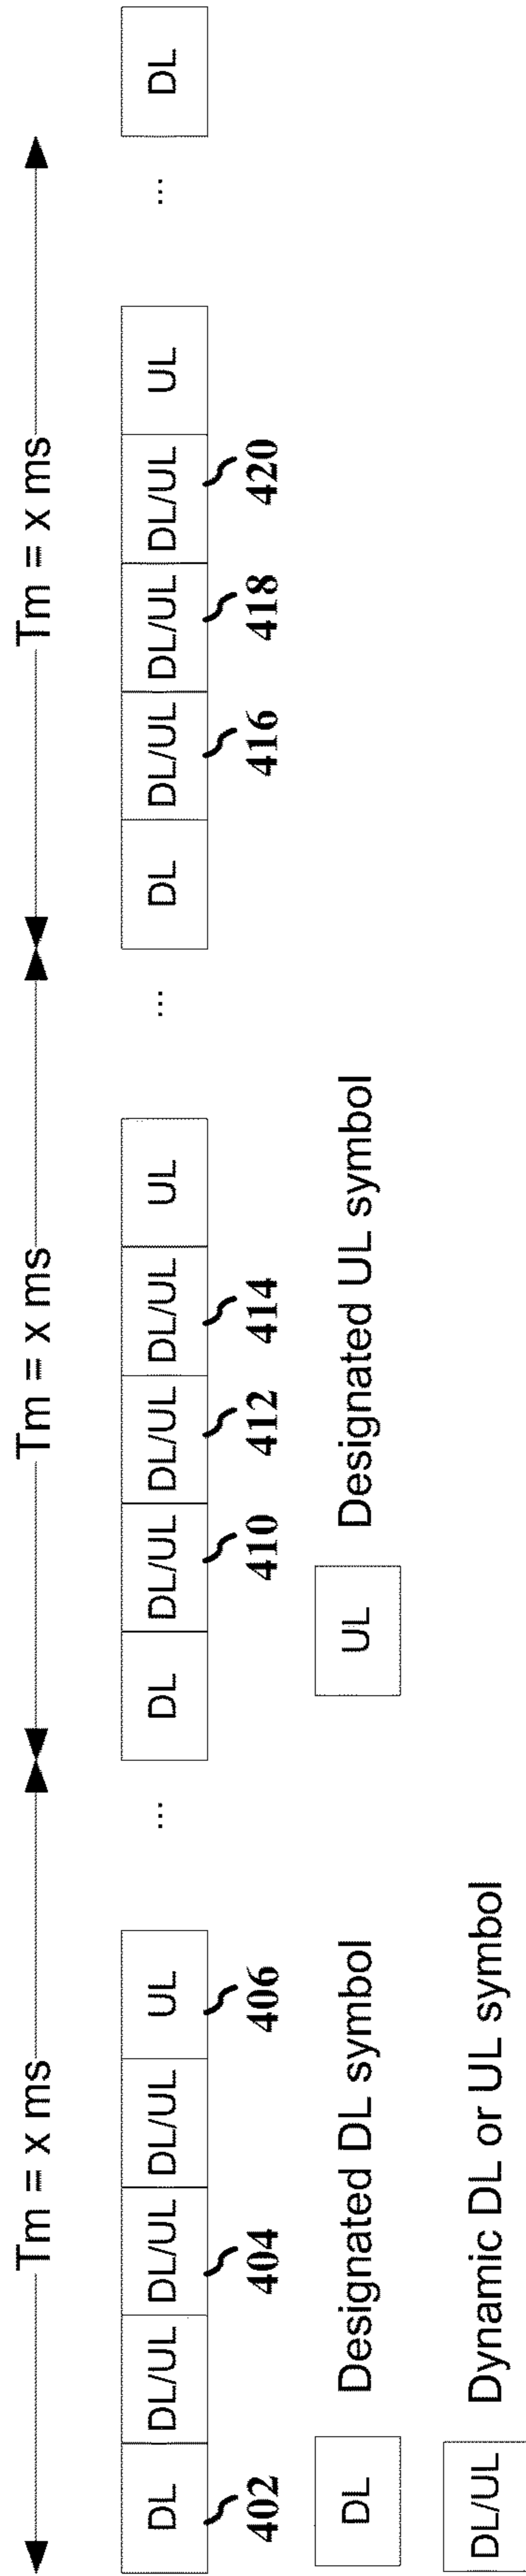 Tm = x ms Tm = x ms Tm = x ms
DL DL/UL DL/UL DL/UL UL ... DL DL/UL DL/UL DL/UL UL ... DL DL/UL DL/UL DL/UL UL ... DL
402 404 406 410 412 414 416 418 420
DL Designated DL symbol UL Designated UL symbol
DL/UL Dynamic DL or UL symbol